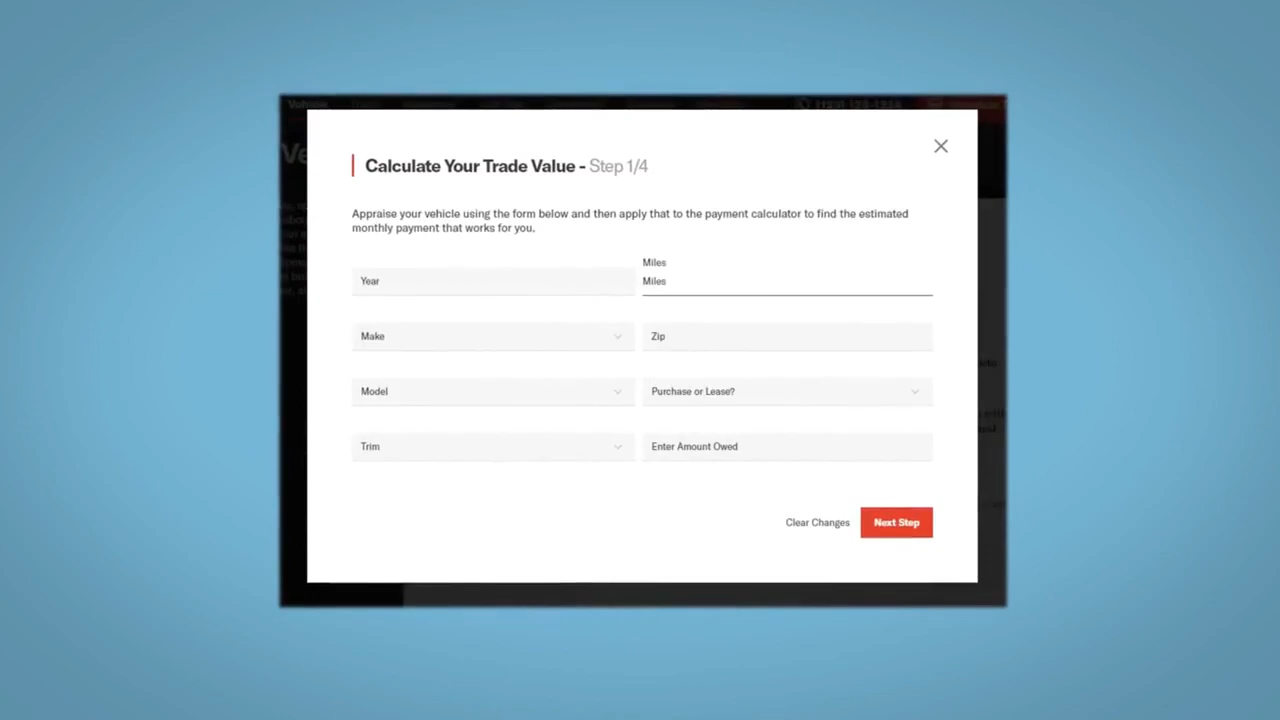 Calculate Your Trade Value - Step 1/4
Appraise your vehicle using the form below and then apply that to the payment calculator to find the estimated
monthly payment that works for you.
Miles
Year
Miles
Make
Zip
Model
Purchase or Lease?
Trim
Enter Amount Owed
Clear Changes
Next Step